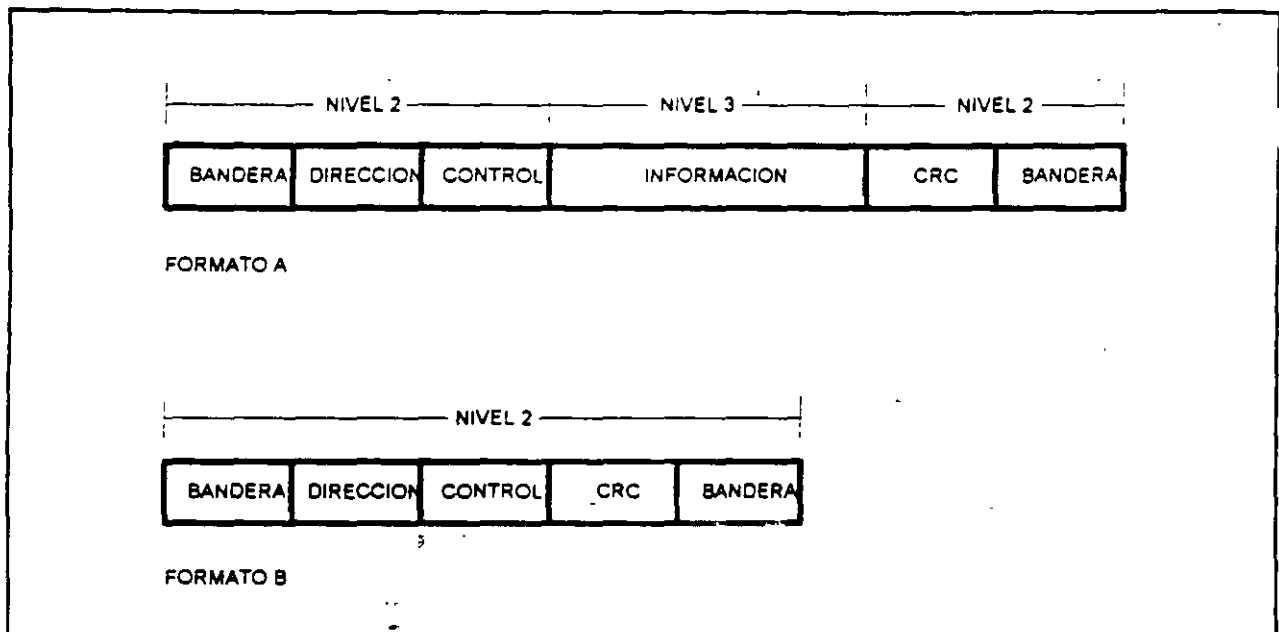 NIVEL 2 NIVEL 3 NIVEL 2
BANDERA DIRECCION CONTROL INFORMACION CRC BANDERA
FORMATO A
NIVEL 2
BANDERA DIRECCION CONTROL CRC BANDERA
FORMATO B